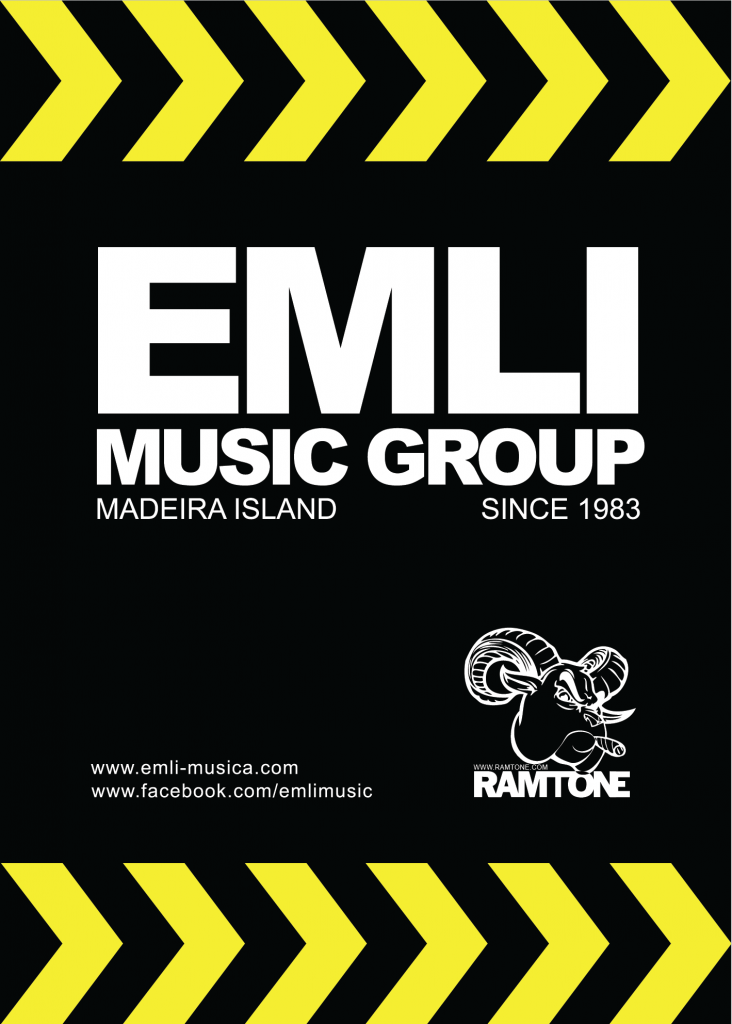 EMLI
MUSIC GROUP
MADEIRA ISLAND SINCE 1983
www.emli-musica.com
www.facebook.com/emlimusic
WWW.RAMTONE.COM
RAMTONE